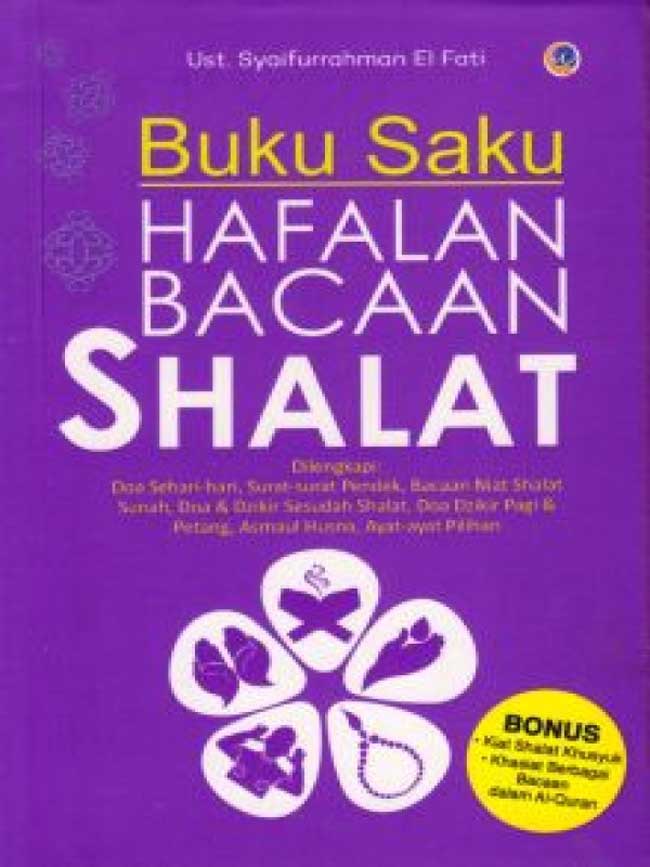 Ust. Syaifurrahman El Fati
Buku Saku
HAFALAN
BACAAN
SHALAT
Dilengkapi:
Doa Sehari-hari, Surat-surat Pendek, Bacaan Niat Shalat
Sunah, Doa & Dzikir Sesudah Shalat, Doa Dzikir Pagi &
Petang, Asmaul Husna, Ayat-ayat Pilihan
BONUS
• Kiat Shalat Khusyuk
• Khasiat Berbagai
Bacaan
dalam Al-Quran